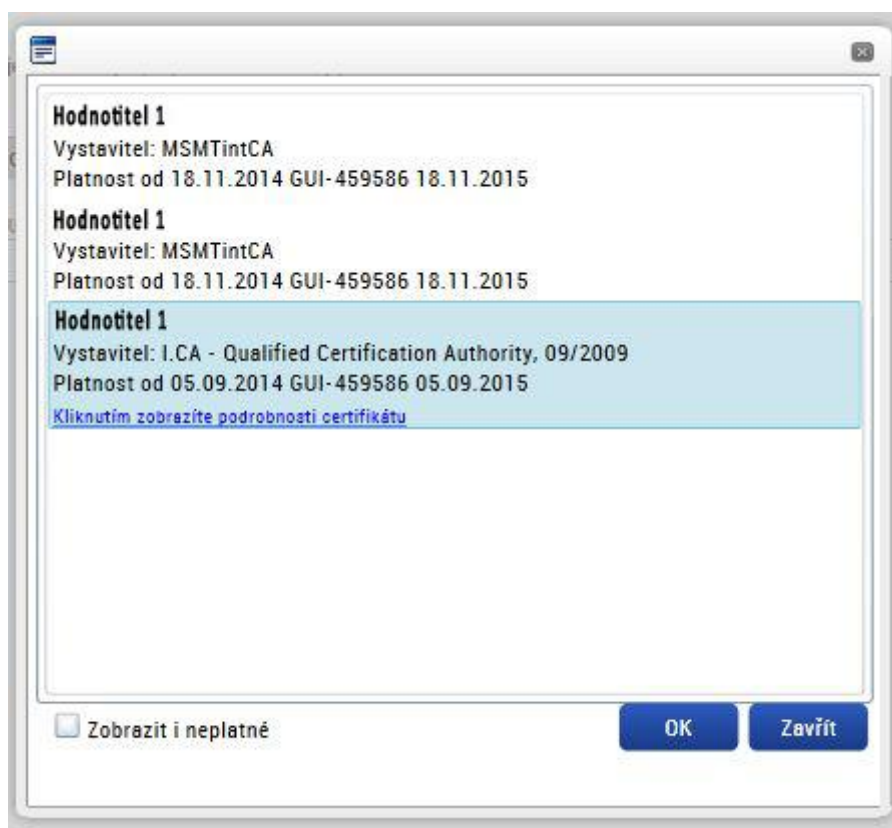 Hodnotitel 1
Vystavitel: MSMTintCA
Platnost od 18.11.2014 GUI-459586 18.11.2015
Hodnotitel 1
Vystavitel: MSMTintCA
Platnost od 18.11.2014 GUI-459586 18.11.2015
Hodnotitel 1
Vystavitel: I.CA - Qualified Certification Authority, 09/2009
Platnost od 05.09.2014 GUI-459586 05.09.2015
Kliknutím zobrazíte podrobnosti certifikátu
Zobrazit i neplatné
OK
Zavřít